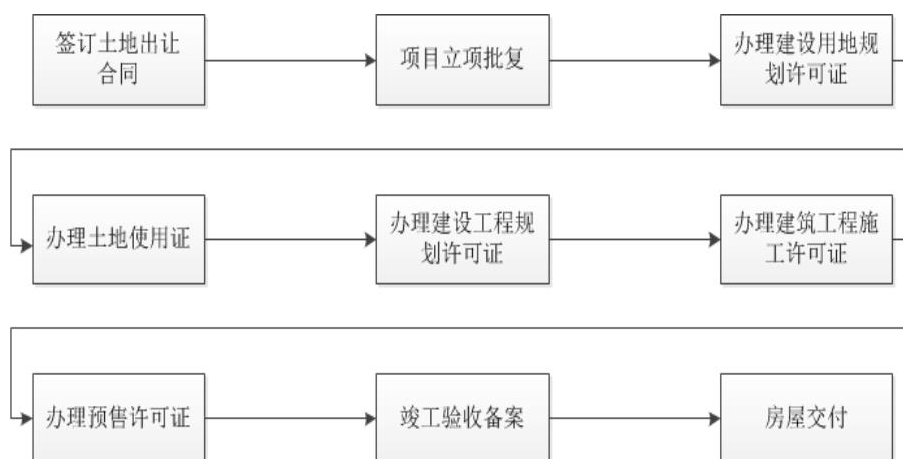 签订土地出让
合同
项目立项批复
办理建设用地规
划许可证
办理土地使用证
办理建设工程规
划许可证
办理建筑工程施
工许可证
办理预售许可证
竣工验收备案
房屋交付